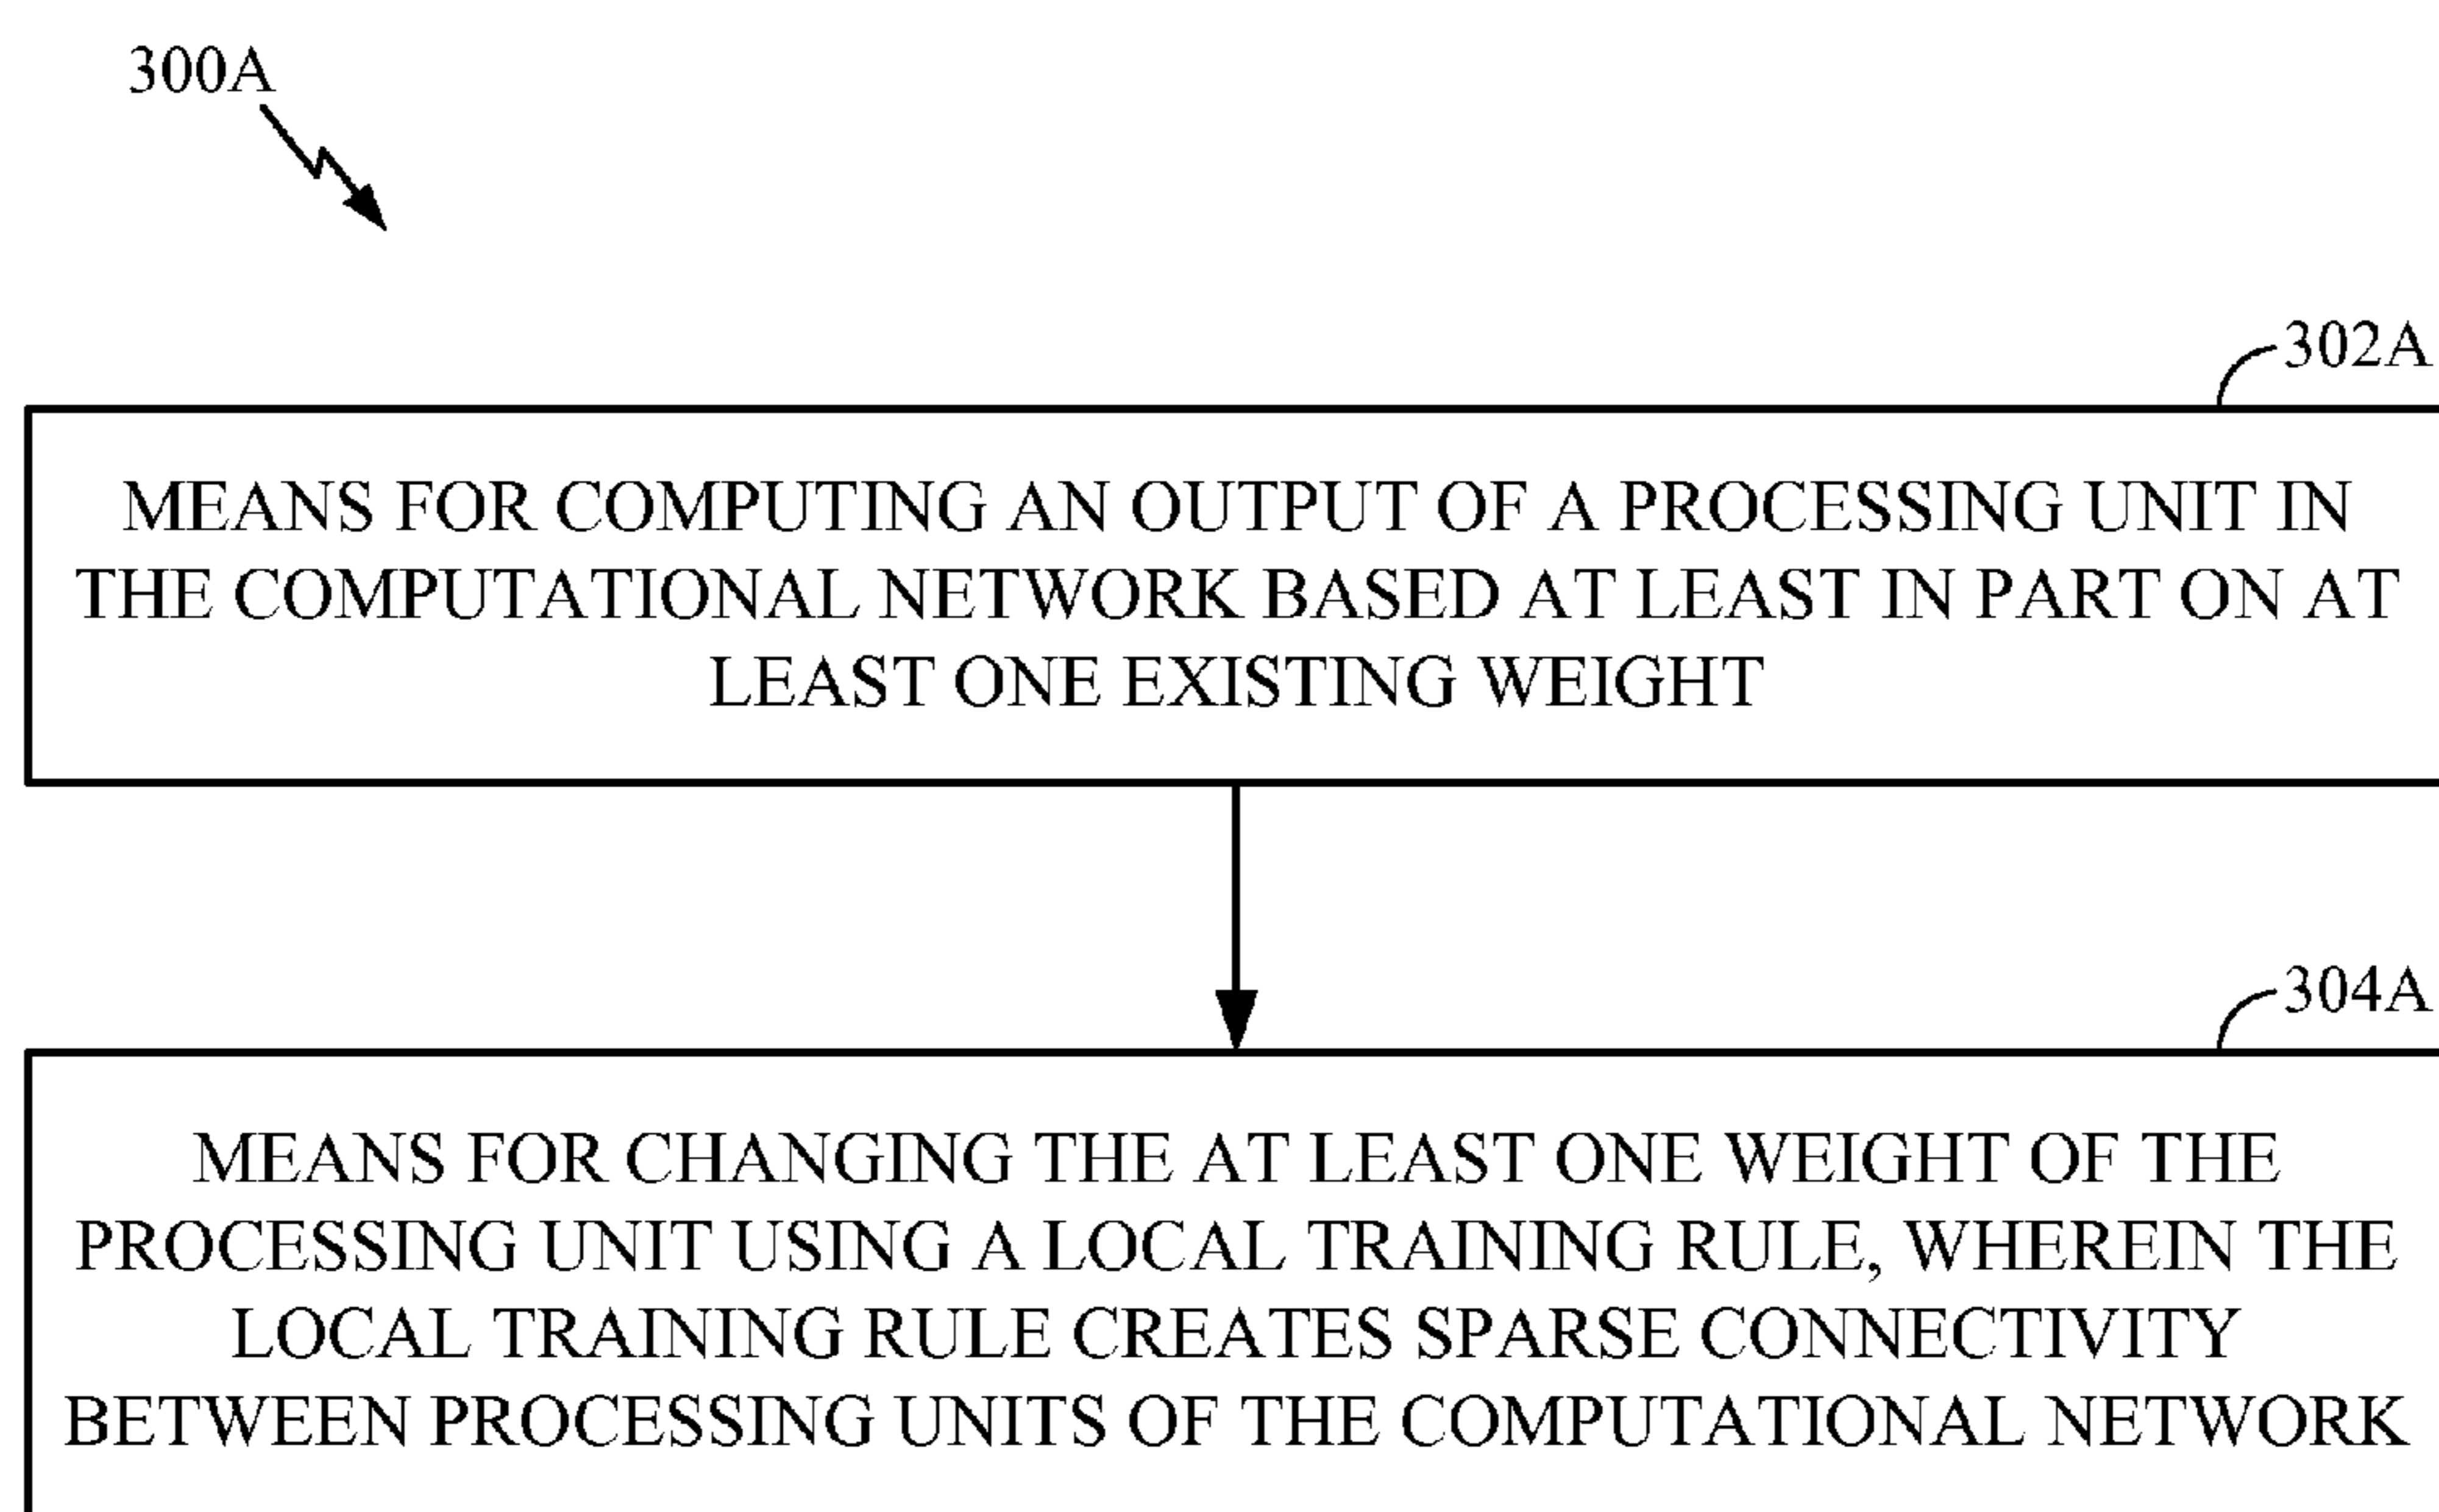 300A
302A
MEANS FOR COMPUTING AN OUTPUT OF A PROCESSING UNIT IN
THE COMPUTATIONAL NETWORK BASED AT LEAST IN PART ON AT
LEAST ONE EXISTING WEIGHT
304A
MEANS FOR CHANGING THE AT LEAST ONE WEIGHT OF THE
PROCESSING UNIT USING A LOCAL TRAINING RULE, WHEREIN THE
LOCAL TRAINING RULE CREATES SPARSE CONNECTIVITY
BETWEEN PROCESSING UNITS OF THE COMPUTATIONAL NETWORK